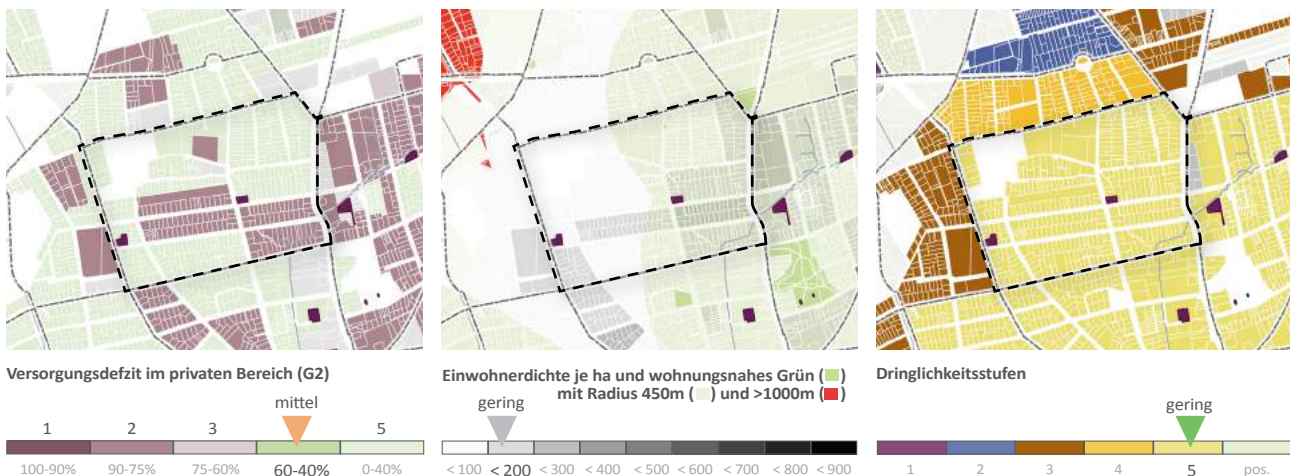 Versorgungsdefzit im privaten Bereich (G2)
mittel
1 2 3 5
100-90% 90-75% 75-60% 60-40% 0-40%
Einwohnerdichte je ha und wohnungsnahes Grün ( )
mit Radius 450m ( ) und >1000m ( )
gering
< 100 < 200 < 300 < 400 < 500 < 600 < 700 < 800 < 900
Dringlichkeitsstufen
gering
1 2 3 4 5 pos.